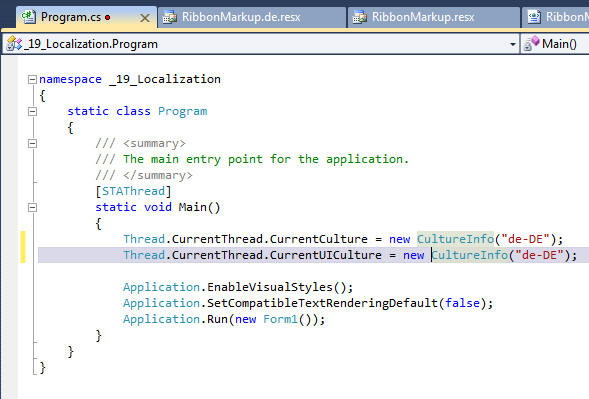 Program.cs
RibbonMarkup.de.resx
RibbonMarkup.resx
RibbonM
_19_Localization.Program
Main()
namespace _19_Localization
{
    static class Program
    {
        /// <summary>
        /// The main entry point for the application.
        /// </summary>
        [STAThread]
        static void Main()
        {
            Thread.CurrentThread.CurrentCulture = new CultureInfo("de-DE");
            Thread.CurrentThread.CurrentUICulture = new CultureInfo("de-DE");

            Application.EnableVisualStyles();
            Application.SetCompatibleTextRenderingDefault(false);
            Application.Run(new Form1());
        }
    }
}